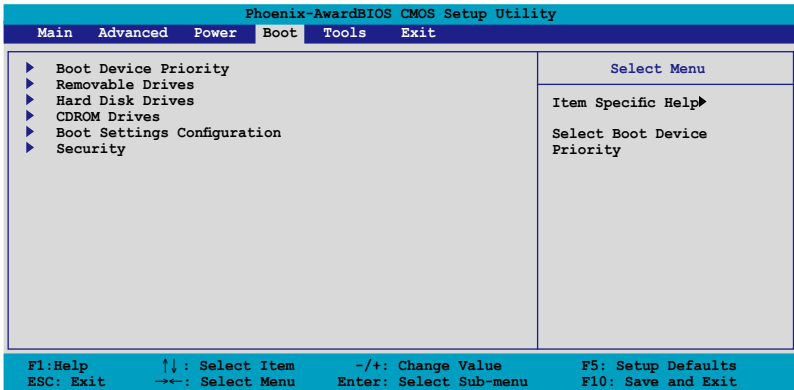 Phoenix-AwardBIOS CMOS Setup Utility
Main Advanced Power Boot Tools Exit
Boot Device Priority
Removable Drives
Hard Disk Drives
CDROM Drives
Boot Settings Configuration
Security
Select Menu
Item Specific Help
Select Boot Device
Priority
F1:Help ↑↓: Select Item -/+: Change Value F5: Setup Defaults
ESC: Exit →←: Select Menu Enter: Select Sub-menu F10: Save and Exit